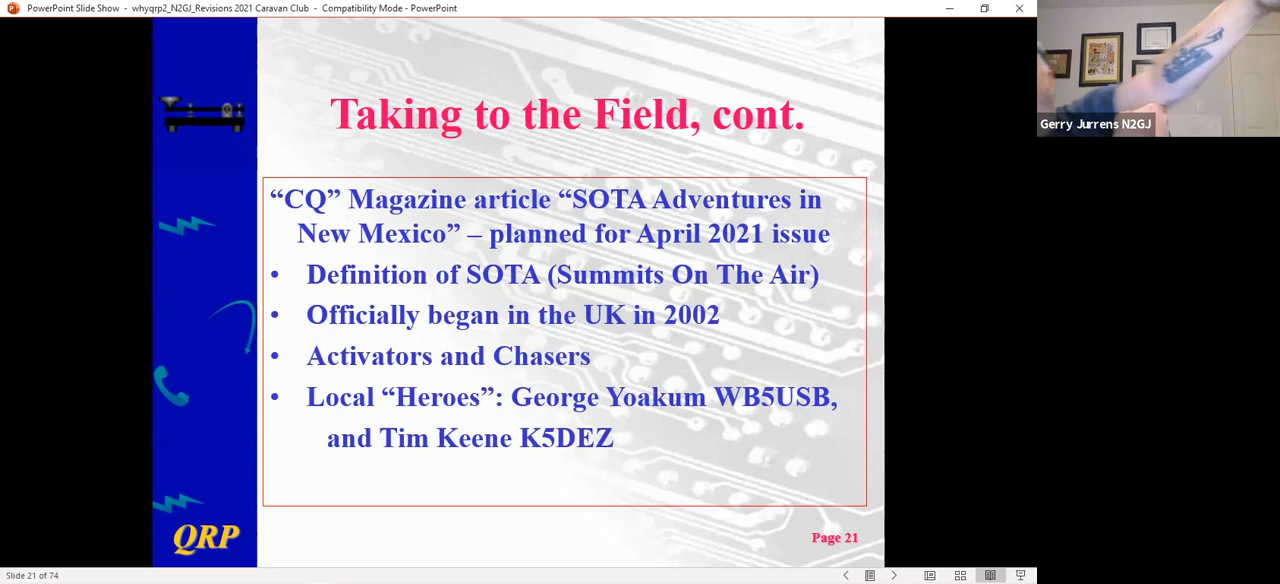 PowerPoint Slide Show - whyqrp2_N2GJ_Revisions 2021 Caravan Club - Compatibility Mode - PowerPoint
Taking to the Field, cont.
“CQ” Magazine article “SOTA Adventures in
New Mexico” – planned for April 2021 issue
• Definition of SOTA (Summits On The Air)
• Officially began in the UK in 2002
• Activators and Chasers
• Local “Heroes”: George Yoakum WB5USB,
and Tim Keene K5DEZ
QRP
Page 21
Slide 21 of 74
Gerry Jurrens N2GJ